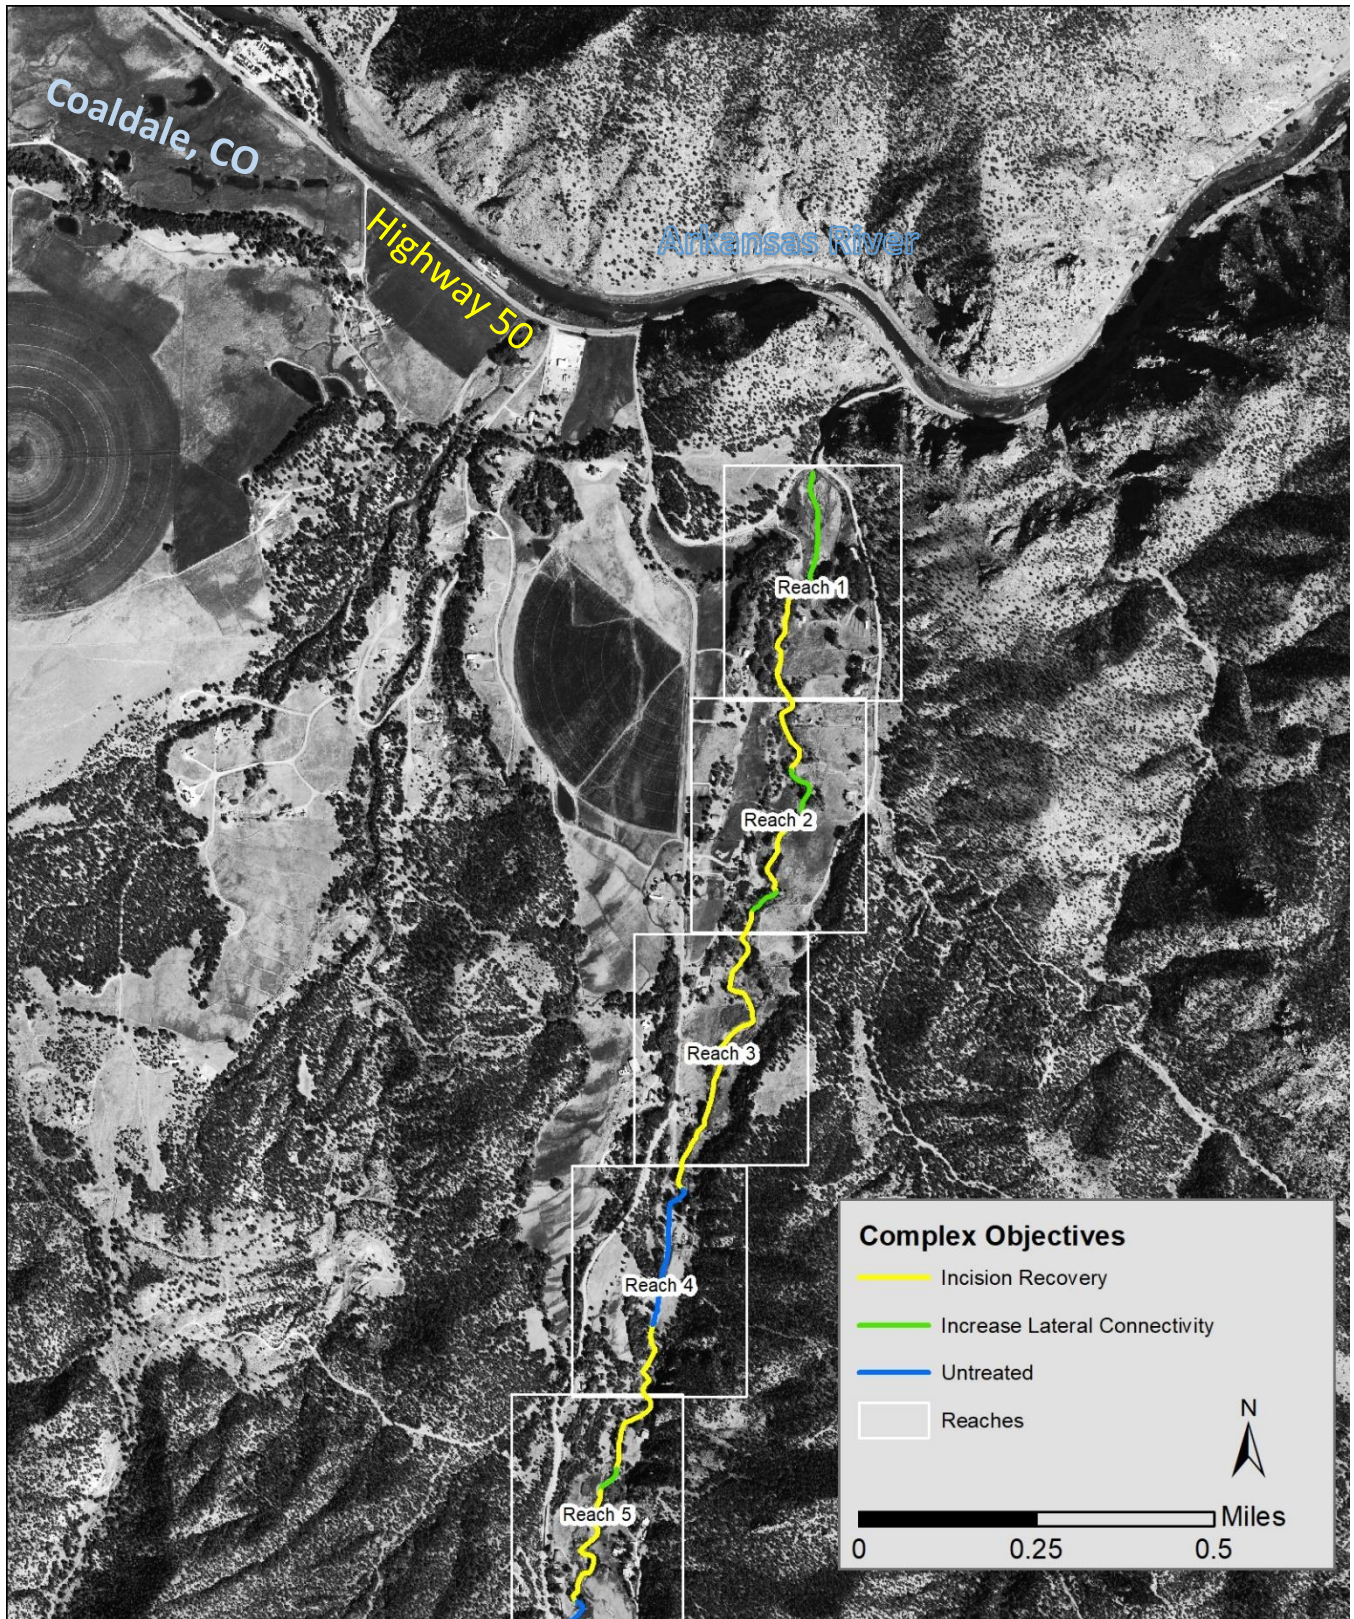 Coaldale, CO
Highway 50
Arkansas River
Reach 1
Reach 2
Reach 3
Reach 4
Reach 5
Complex Objectives
Incision Recovery
Increase Lateral Connectivity
Untreated
Reaches
N
Miles
0 0.25 0.5